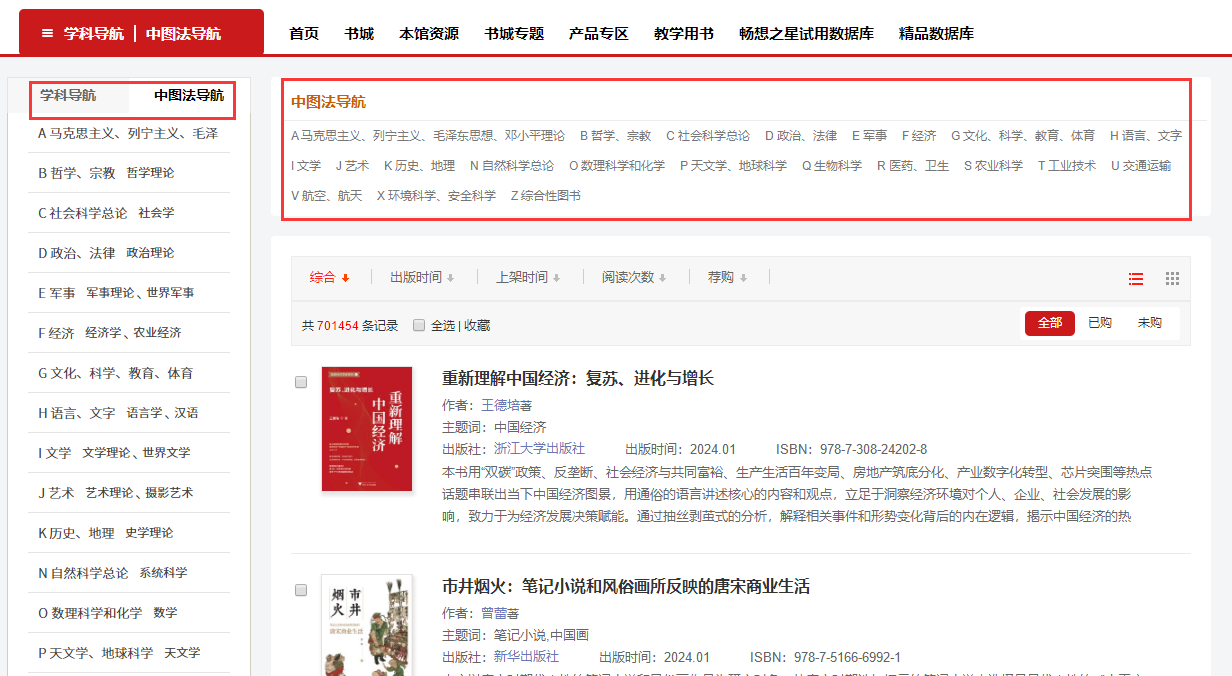 ≡ 学科导航 | 中图法导航
首页 书城 本馆资源 书城专题 产品专区 教学用书 畅想之星试用数据库 精品数据库
学科导航 中图法导航
A 马克思主义、列宁主义、毛泽
B 哲学、宗教 哲学理论
C 社会科学总论 社会学
D 政治、法律 政治理论
E 军事 军事理论、世界军事
F 经济 经济学、农业经济
G 文化、科学、教育、体育
H 语言、文字 语言学、汉语
I 文学 文学理论、世界文学
J 艺术 艺术理论、摄影艺术
K 历史、地理 史学理论
N 自然科学总论 系统科学
O 数理科学和化学 数学
P 天文学、地球科学 天文学
中图法导航
A 马克思主义、列宁主义、毛泽东思想、邓小平理论 B 哲学、宗教 C 社会科学总论 D 政治、法律 E 军事 F 经济 G 文化、科学、教育、体育 H 语言、文字
I 文学 J 艺术 K 历史、地理 N 自然科学总论 O 数理科学和化学 P 天文学、地球科学 Q 生物科学 R 医药、卫生 S 农业科学 T 工业技术 U 交通运输
V 航空、航天 X 环境科学、安全科学 Z 综合性图书
综合 出版时间 上架时间 阅读次数 荐购
共 701454 条记录 全选 | 收藏 全部 已购 未购
复苏、进化与增长
重新理解
中国经济
重新理解中国经济：复苏、进化与增长
作者：王德培著
主题词：中国经济
出版社：浙江大学出版社 出版时间：2024.01 ISBN：978-7-308-24202-8
本书用“双碳”政策、反垄断、社会经济与共同富裕、生产生活百年变局、房地产筑底分化、产业数字化转型、芯片突围等热点
话题串联出当下中国经济图景，用通俗的语言讲述核心的内容和观点，立足于洞察经济环境对个人、企业、社会发展的影
响，致力于为经济发展决策赋能。通过抽丝剥茧式的分析，解释相关事件和形势变化背后的内在逻辑，揭示中国经济的热
市井
烟火
市井烟火：笔记小说和风俗画所反映的唐宋商业生活
作者：曾蕾著
主题词：笔记小说,中国画
出版社：新华出版社 出版时间：2024.01 ISBN：978-7-5166-6992-1